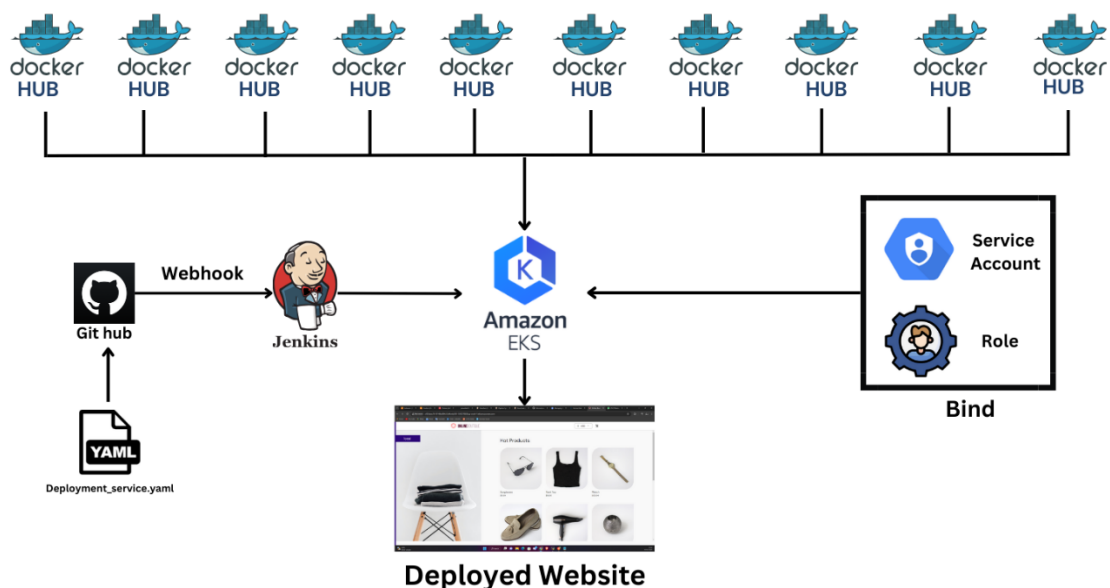 docker
HUB
docker
HUB
docker
HUB
docker
HUB
docker
HUB
docker
HUB
docker
HUB
docker
HUB
docker
HUB
docker
HUB
Webhook
Git hub
Jenkins
K
Amazon
EKS
Service
Account
Role
Bind
YAML
Deployment_service.yaml
Hot Products
Deployed Website